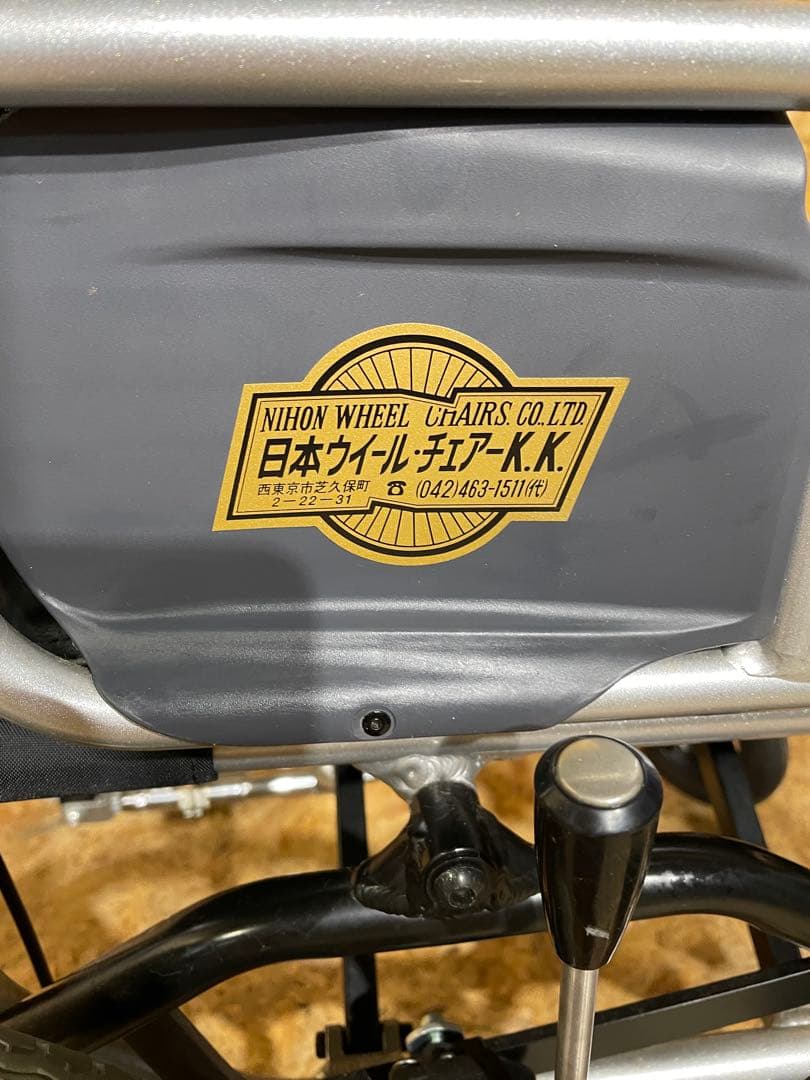 NIHON WHEEL CHAIRS. CO., LTD.
日本ウイール・チェアーK.K.
西東京市芝久保町
2-22-31
☎ (042)463-1511(代)